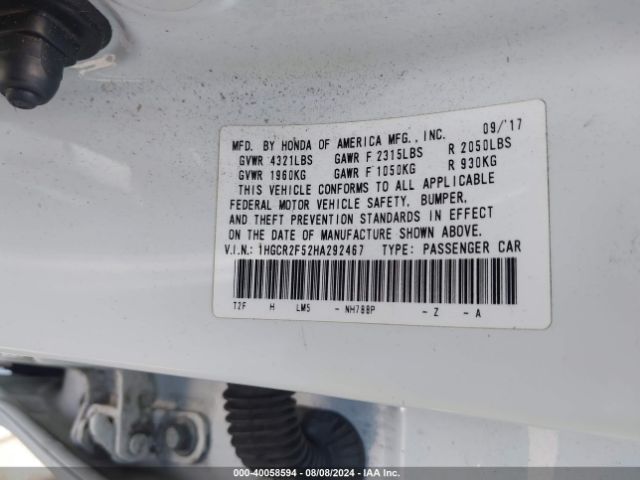 MFD. BY HONDA OF AMERICA MFG., INC. 09/'17
GVWR 4321LBS GAWR F 2315LBS R 2050LBS
GVWR 1960KG GAWR F 1050KG R 930KG
THIS VEHICLE CONFORMS TO ALL APPLICABLE
FEDERAL MOTOR VEHICLE SAFETY, BUMPER,
AND THEFT PREVENTION STANDARDS IN EFFECT
ON THE DATE OF MANUFACTURE SHOWN ABOVE.
V.I.N.: 1HGCR2F52HA292467 TYPE: PASSENGER CAR
T2F H LM5 - NH788P - Z - A
000-40058594 - 08/08/2024 - IAA Inc.